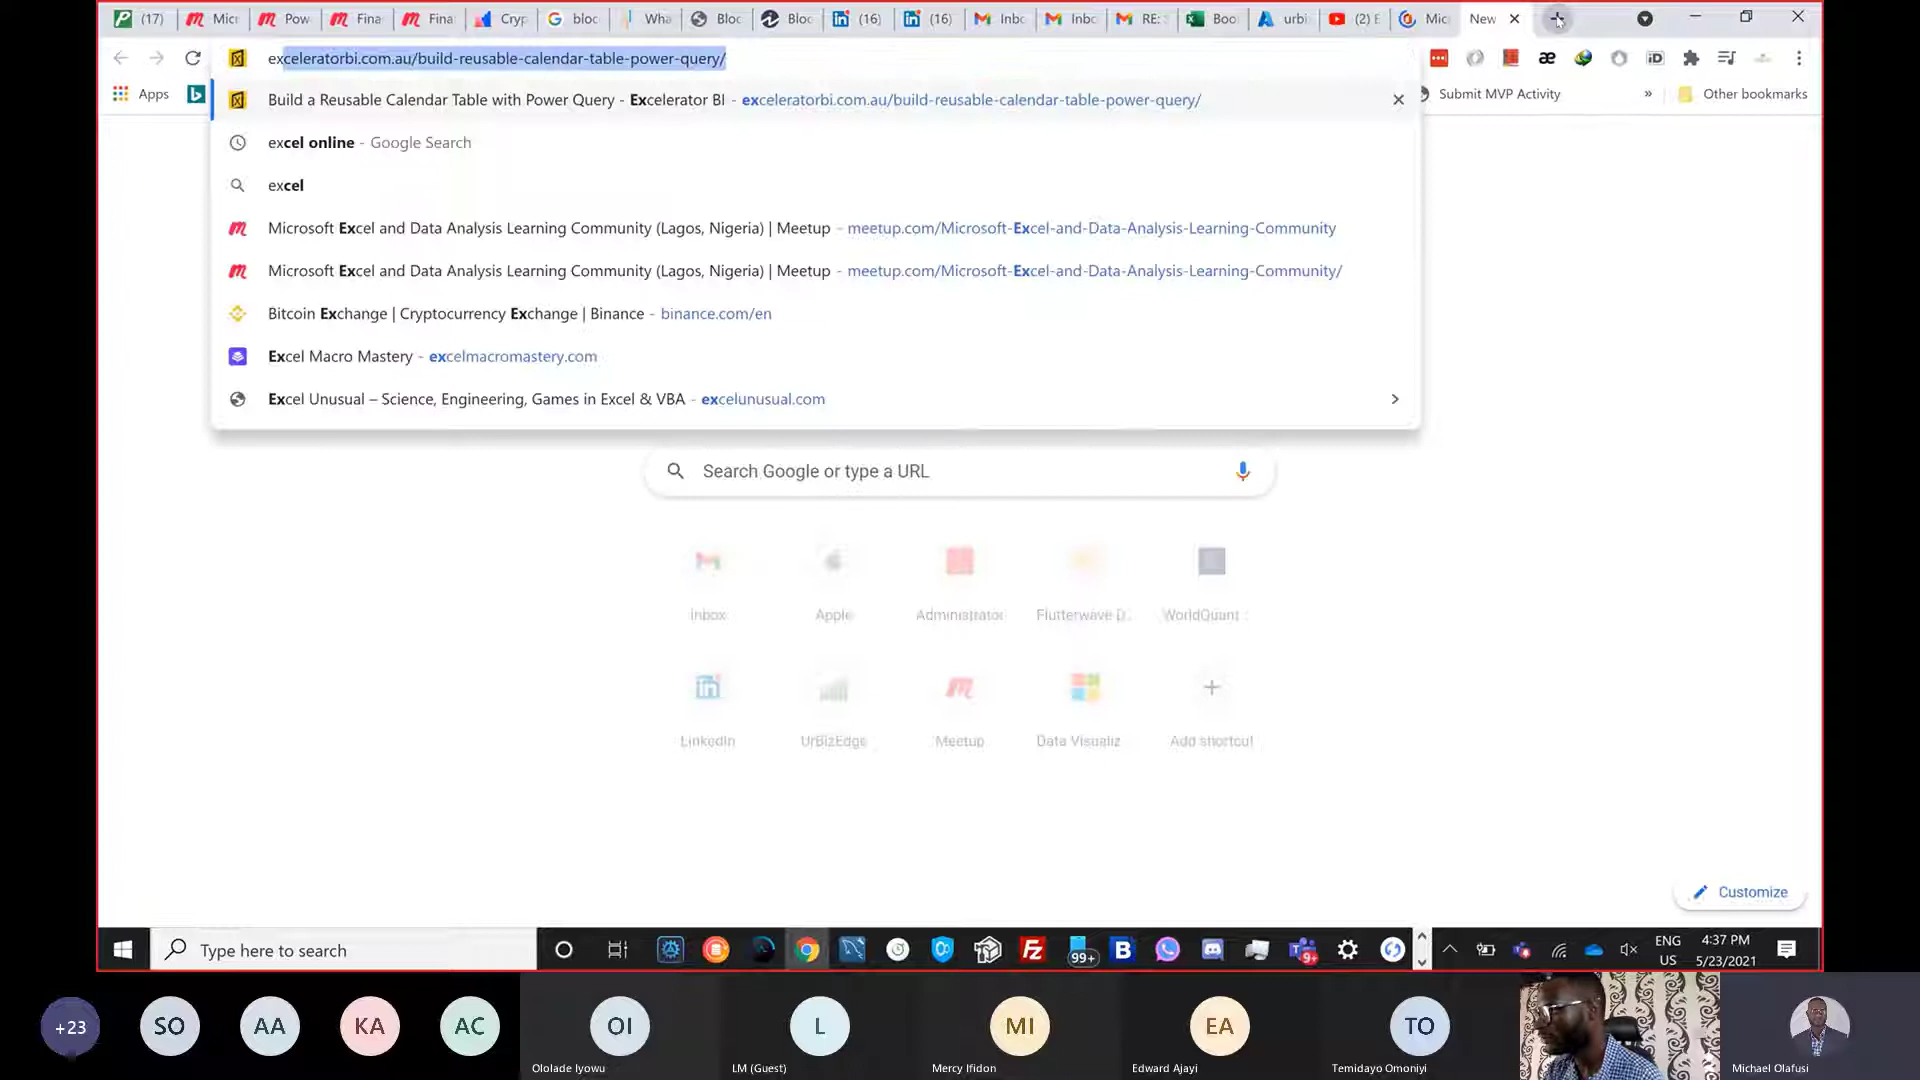 (17) Micr Pow Fina Fina Cryp bloc Wha Bloc Bloc (16) (16) Inbo Inbo RE: Boo urbi (2) E Mic New
exceleratorbi.com.au/build-reusable-calendar-table-power-query/
Apps
Submit MVP Activity » Other bookmarks
Build a Reusable Calendar Table with Power Query - Excelerator BI - exceleratorbi.com.au/build-reusable-calendar-table-power-query/
excel online - Google Search
excel
Microsoft Excel and Data Analysis Learning Community (Lagos, Nigeria) | Meetup - meetup.com/Microsoft-Excel-and-Data-Analysis-Learning-Community
Microsoft Excel and Data Analysis Learning Community (Lagos, Nigeria) | Meetup - meetup.com/Microsoft-Excel-and-Data-Analysis-Learning-Community/
Bitcoin Exchange | Cryptocurrency Exchange | Binance - binance.com/en
Excel Macro Mastery - excelmacromastery.com
Excel Unusual – Science, Engineering, Games in Excel & VBA - excelunusual.com
Search Google or type a URL
Inbox Apple Administrator Flutterwave D... WorldQuant :
LinkedIn UrBizEdge Meetup Data Visualiz... Add shortcut
Customize
Type here to search
99+
9+
ENG
US
4:37 PM
5/23/2021
+23 SO AA KA AC OI L MI EA TO
Ololade Iyowu LM (Guest) Mercy Ifidon Edward Ajayi Temidayo Omoniyi Michael Olafusi